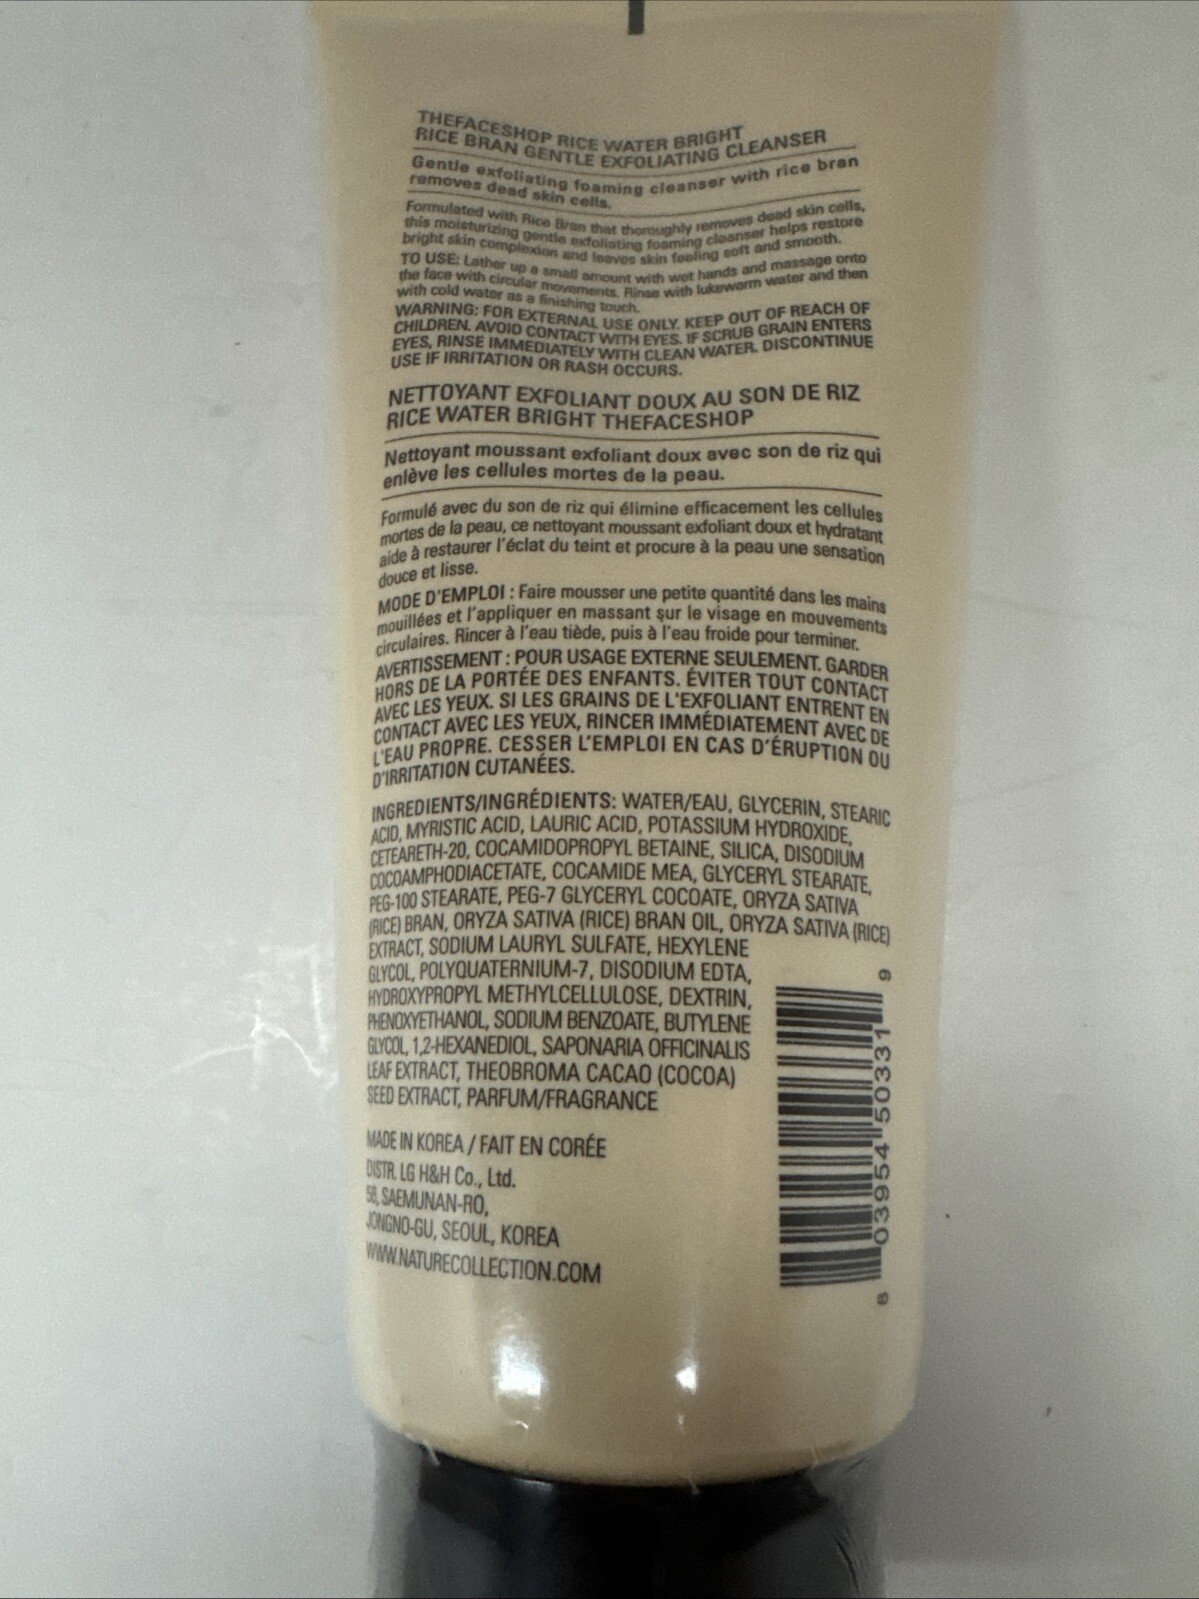 THEFACESHOP RICE WATER BRIGHT
RICE BRAN GENTLE EXFOLIATING CLEANSER
Gentle exfoliating foaming cleanser with rice bran
removes dead skin cells.
Formulated with Rice Bran that thoroughly removes dead skin cells,
this moisturizing gentle exfoliating foaming cleanser helps restore
bright skin complexion and leaves skin feeling soft and smooth.
TO USE: Lather up a small amount with wet hands and massage onto
the face with circular movements. Rinse with lukewarm water and then
with cold water as a finishing touch.
WARNING: FOR EXTERNAL USE ONLY. KEEP OUT OF REACH OF
CHILDREN. AVOID CONTACT WITH EYES. IF SCRUB GRAIN ENTERS
EYES, RINSE IMMEDIATELY WITH CLEAN WATER. DISCONTINUE
USE IF IRRITATION OR RASH OCCURS.
NETTOYANT EXFOLIANT DOUX AU SON DE RIZ
RICE WATER BRIGHT THEFACESHOP
Nettoyant moussant exfoliant doux avec son de riz qui
enlève les cellules mortes de la peau.
Formulé avec du son de riz qui élimine efficacement les cellules
mortes de la peau, ce nettoyant moussant exfoliant doux et hydratant
aide à restaurer l'éclat du teint et procure à la peau une sensation
douce et lisse.
MODE D'EMPLOI : Faire mousser une petite quantité dans les mains
mouillées et l'appliquer en massant sur le visage en mouvements
circulaires. Rincer à l'eau tiède, puis à l'eau froide pour terminer.
AVERTISSEMENT : POUR USAGE EXTERNE SEULEMENT. GARDER
HORS DE LA PORTÉE DES ENFANTS. ÉVITER TOUT CONTACT
AVEC LES YEUX. SI LES GRAINS DE L'EXFOLIANT ENTRENT EN
CONTACT AVEC LES YEUX, RINCER IMMÉDIATEMENT AVEC DE
L'EAU PROPRE. CESSER L'EMPLOI EN CAS D'ÉRUPTION OU
D'IRRITATION CUTANÉES.
INGREDIENTS/INGRÉDIENTS: WATER/EAU, GLYCERIN, STEARIC
ACID, MYRISTIC ACID, LAURIC ACID, POTASSIUM HYDROXIDE,
CETEARETH-20, COCAMIDOPROPYL BETAINE, SILICA, DISODIUM
COCOAMPHODIACETATE, COCAMIDE MEA, GLYCERYL STEARATE,
PEG-100 STEARATE, PEG-7 GLYCERYL COCOATE, ORYZA SATIVA
(RICE) BRAN, ORYZA SATIVA (RICE) BRAN OIL, ORYZA SATIVA (RICE)
EXTRACT, SODIUM LAURYL SULFATE, HEXYLENE
GLYCOL, POLYQUATERNIUM-7, DISODIUM EDTA,
HYDROXYPROPYL METHYLCELLULOSE, DEXTRIN,
PHENOXYETHANOL, SODIUM BENZOATE, BUTYLENE
GLYCOL, 1,2-HEXANEDIOL, SAPONARIA OFFICINALIS
LEAF EXTRACT, THEOBROMA CACAO (COCOA)
SEED EXTRACT, PARFUM/FRAGRANCE
MADE IN KOREA / FAIT EN CORÉE
DISTR. LG H&H Co., Ltd.
58, SAEMUNAN-RO,
JONGNO-GU, SEOUL, KOREA
WWW.NATURECOLLECTION.COM
8 03954 50331 9